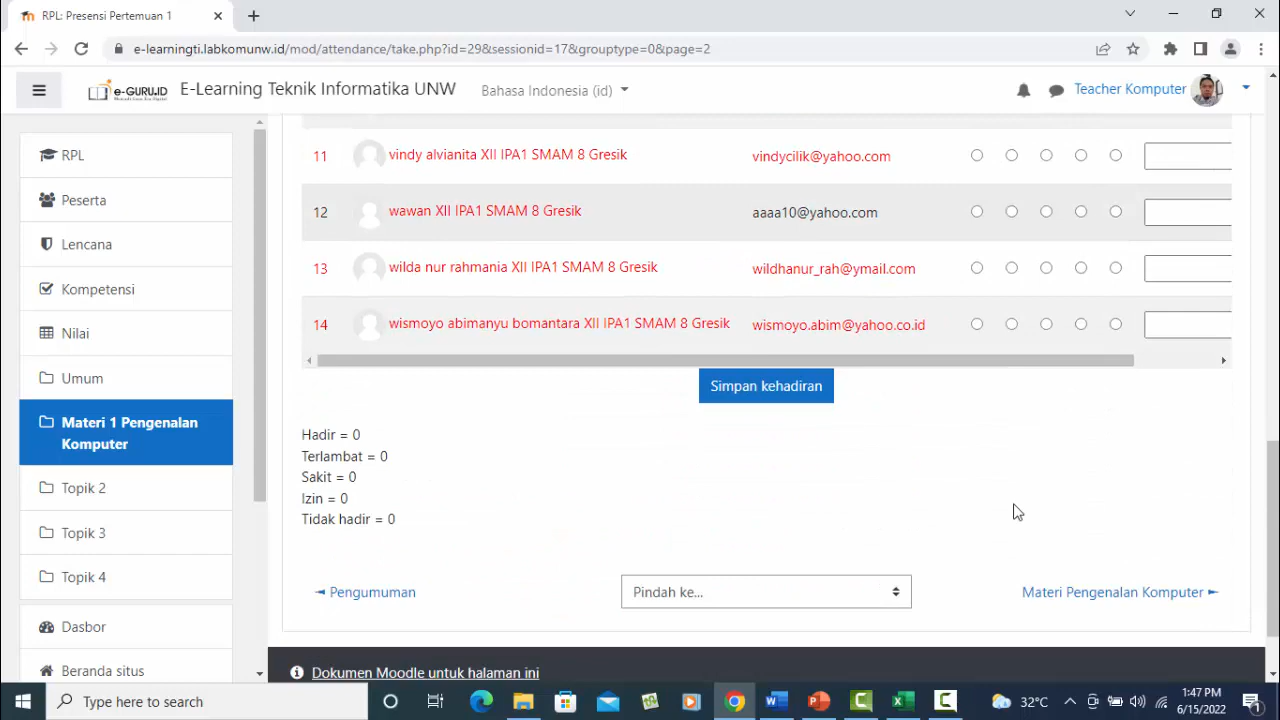 RPL: Presensi Pertemuan 1
e-learningti.labkomunw.id/mod/attendance/take.php?id=29&sessionid=17&grouptype=0&page=2
e-GURU.ID E-Learning Teknik Informatika UNW Bahasa Indonesia (id) Teacher Komputer
RPL
Peserta
Lencana
Kompetensi
Nilai
Umum
Materi 1 Pengenalan
Komputer
Topik 2
Topik 3
Topik 4
Dasbor
Beranda situs
11 vindy alvianita XII IPA1 SMAM 8 Gresik vindycilik@yahoo.com
12 wawan XII IPA1 SMAM 8 Gresik aaaa10@yahoo.com
13 wilda nur rahmania XII IPA1 SMAM 8 Gresik wildhanur_rah@ymail.com
14 wismoyo abimanyu bomantara XII IPA1 SMAM 8 Gresik wismoyo.abim@yahoo.co.id
Simpan kehadiran
Hadir = 0
Terlambat = 0
Sakit = 0
Izin = 0
Tidak hadir = 0
◄ Pengumuman Pindah ke... Materi Pengenalan Komputer ►
Dokumen Moodle untuk halaman ini
Type here to search 32°C 1:47 PM
6/15/2022